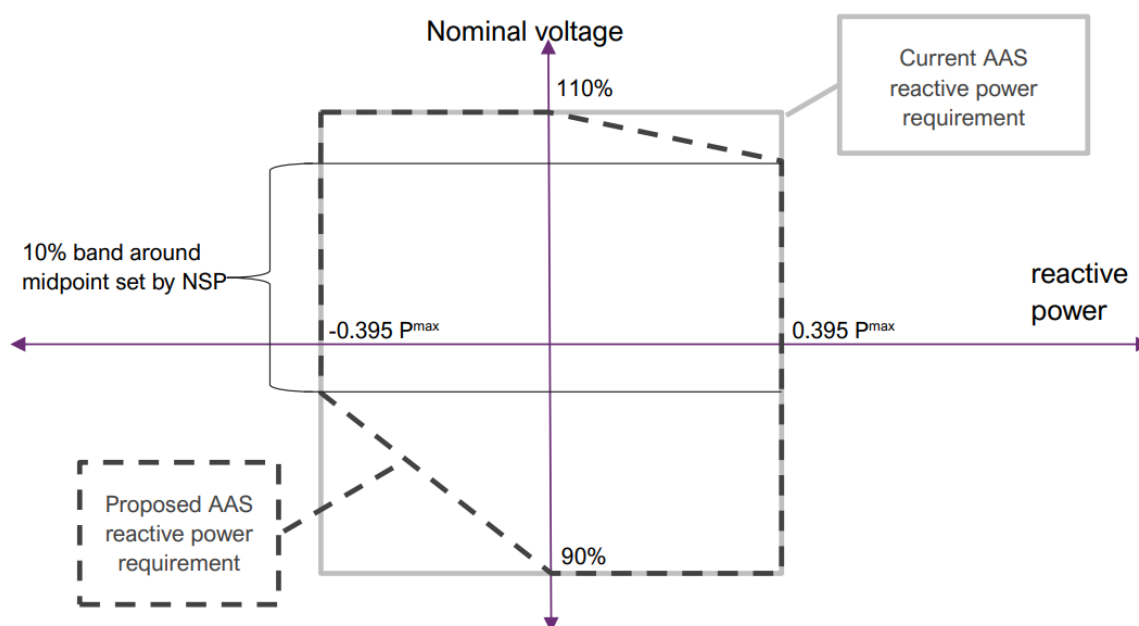 Nominal voltage
Current AAS
reactive power
requirement
110%
10% band around
midpoint set by NSP
reactive
power
-0.395 Pmax
0.395 Pmax
Proposed AAS
reactive power
requirement
90%